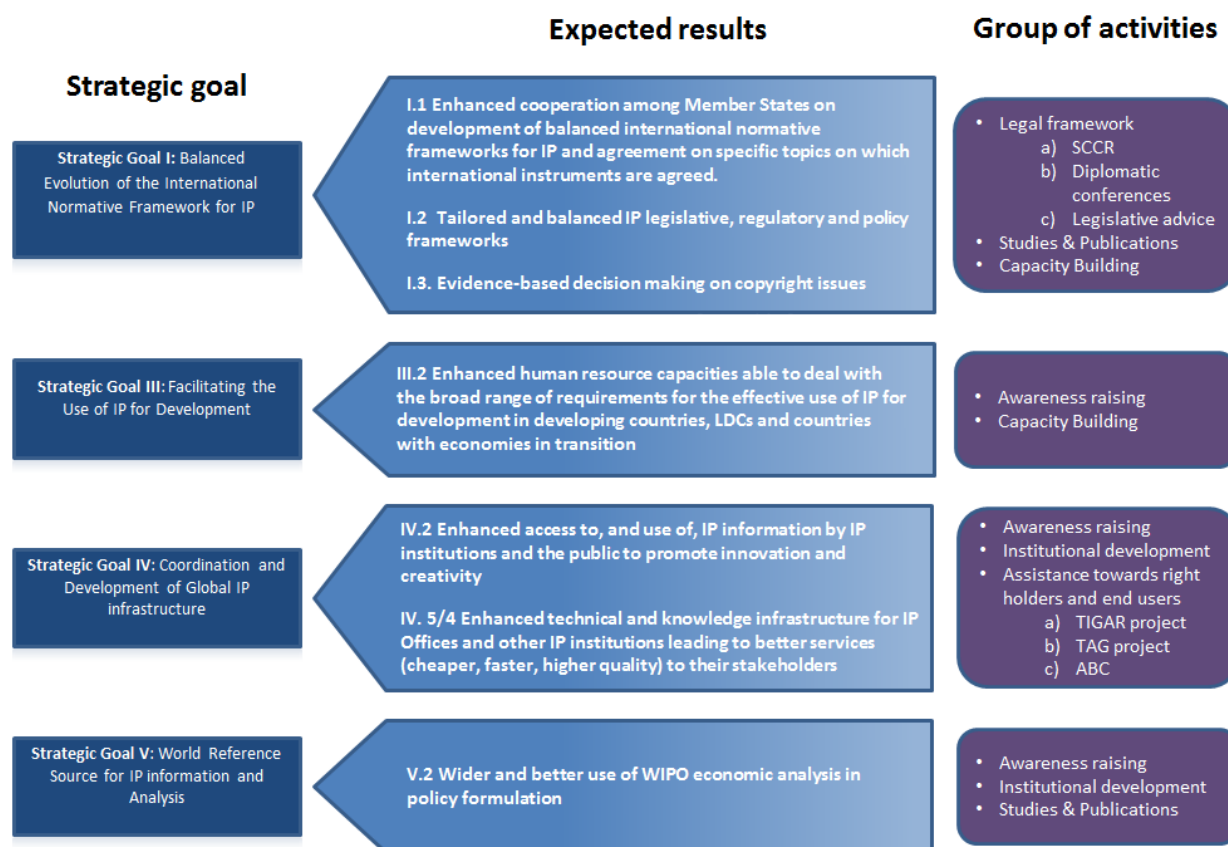 Expected results
Group of activities
Strategic goal
Strategic Goal I: Balanced
Evolution of the International
Normative Framework for IP
I.1 Enhanced cooperation among Member States on
development of balanced international normative
frameworks for IP and agreement on specific topics on which
international instruments are agreed.
I.2 Tailored and balanced IP legislative, regulatory and policy
frameworks
I.3. Evidence-based decision making on copyright issues
• Legal framework
a) SCCR
b) Diplomatic
conferences
c) Legislative advice
• Studies & Publications
• Capacity Building
Strategic Goal III: Facilitating the
Use of IP for Development
III.2 Enhanced human resource capacities able to deal with
the broad range of requirements for the effective use of IP for
development in developing countries, LDCs and countries
with economies in transition
• Awareness raising
• Capacity Building
Strategic Goal IV: Coordination and
Development of Global IP
infrastructure
IV.2 Enhanced access to, and use of, IP information by IP
institutions and the public to promote innovation and
creativity
IV. 5/4 Enhanced technical and knowledge infrastructure for IP
Offices and other IP institutions leading to better services
(cheaper, faster, higher quality) to their stakeholders
• Awareness raising
• Institutional development
• Assistance towards right
holders and end users
a) TIGAR project
b) TAG project
c) ABC
Strategic Goal V: World Reference
Source for IP information and
Analysis
V.2 Wider and better use of WIPO economic analysis in
policy formulation
• Awareness raising
• Institutional development
• Studies & Publications